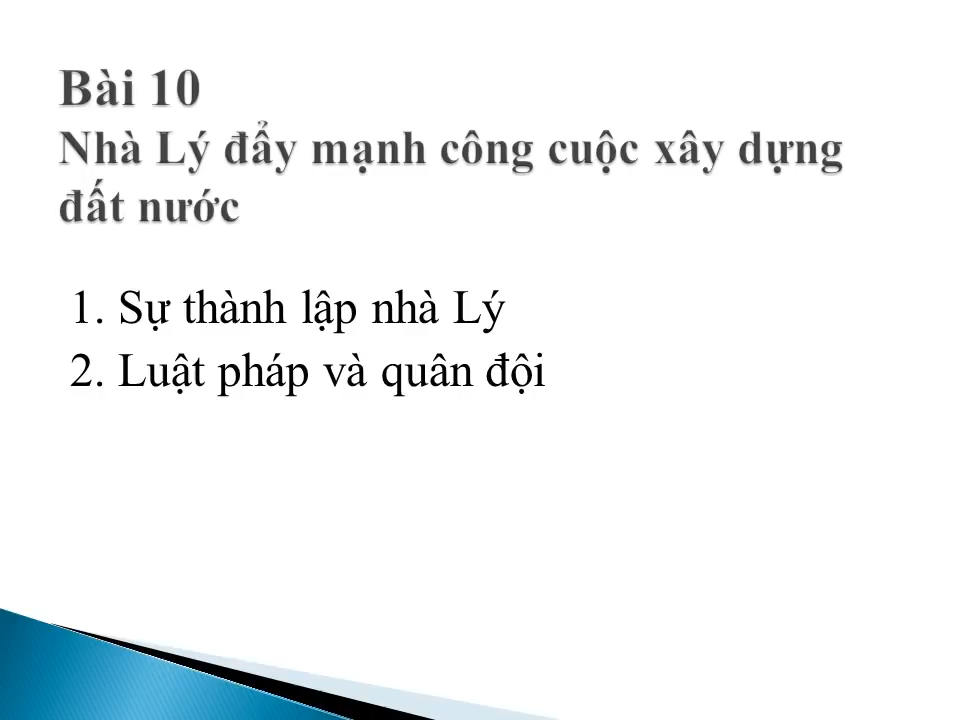 Bài 10
Nhà Lý đẩy mạnh công cuộc xây dựng
đất nước
1. Sự thành lập nhà Lý
2. Luật pháp và quân đội